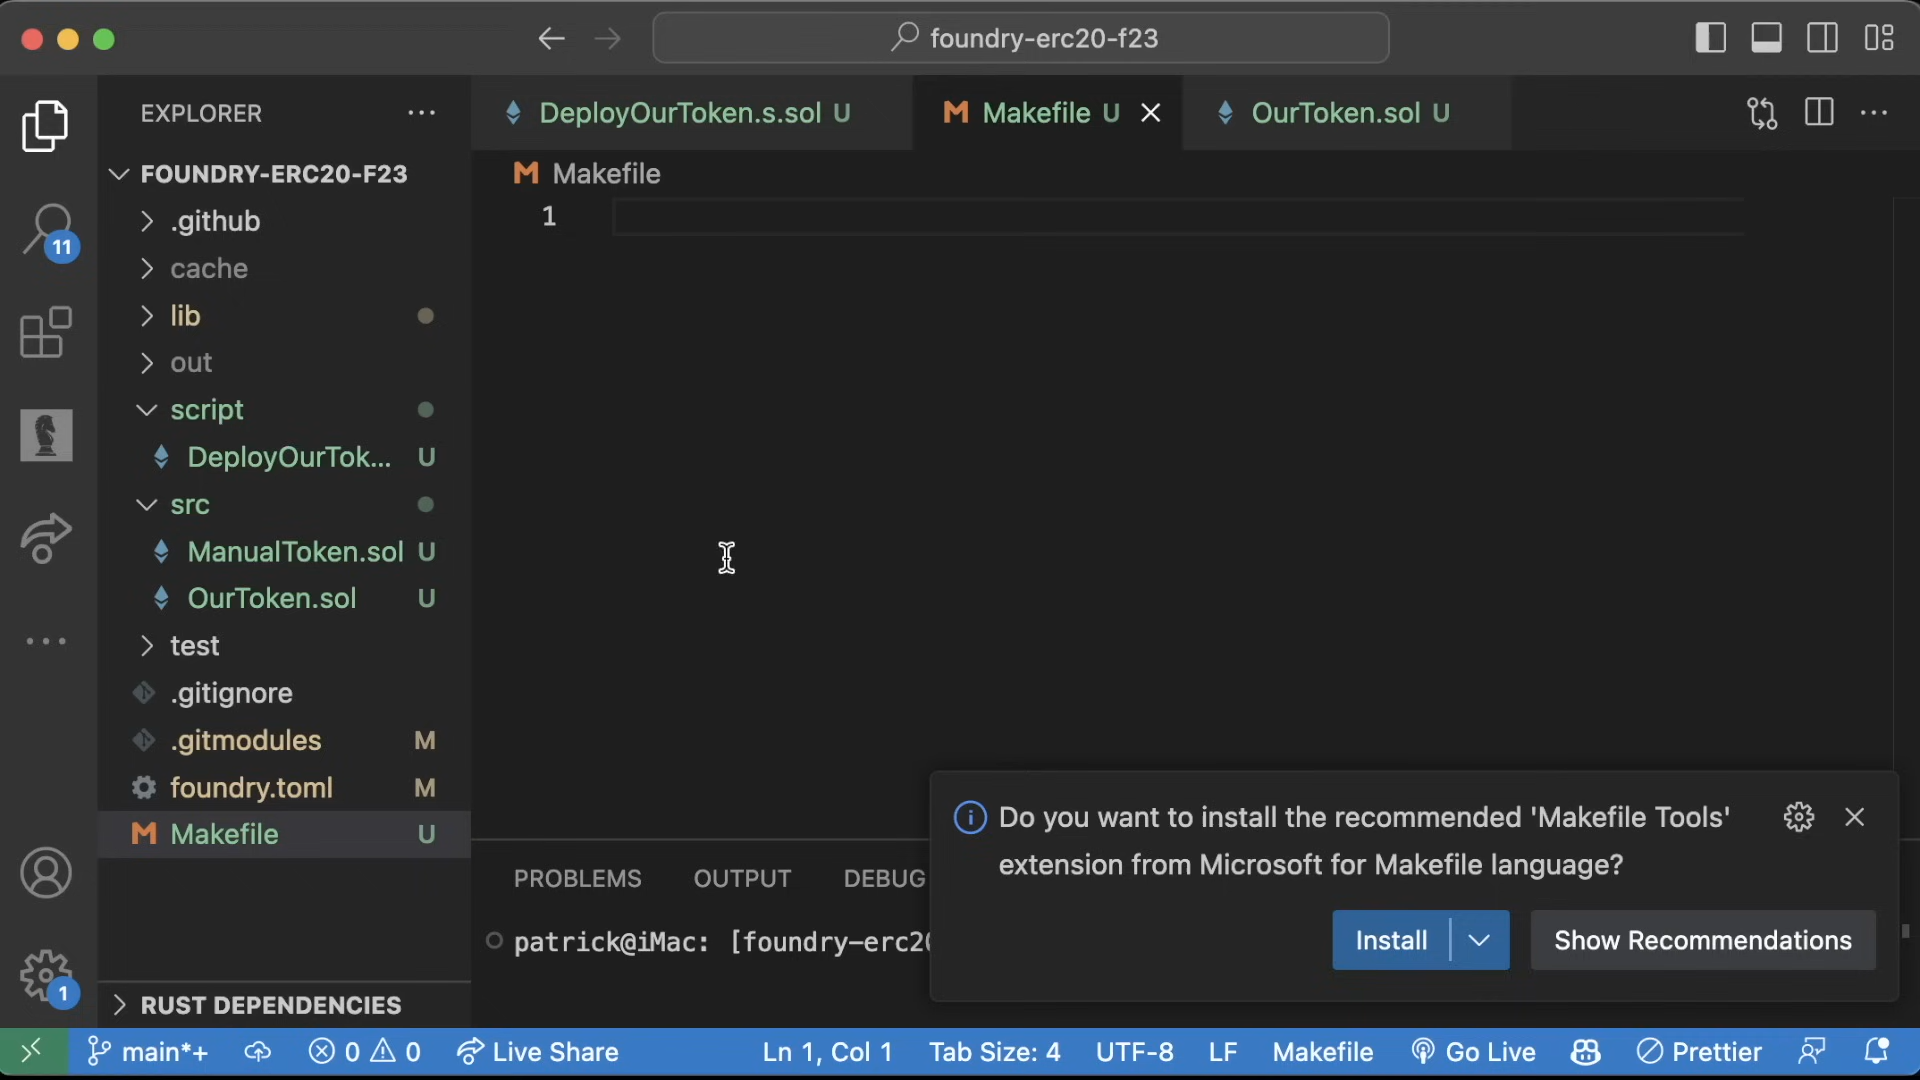 foundry-erc20-f23
EXPLORER
FOUNDRY-ERC20-F23
.github
cache
lib
out
script
DeployOurTok... U
src
ManualToken.sol U
OurToken.sol U
test
.gitignore
.gitmodules M
foundry.toml M
M Makefile U
RUST DEPENDENCIES
11
1
DeployOurToken.s.sol U
M Makefile U
OurToken.sol U
M Makefile
1
PROBLEMS OUTPUT DEBUG
patrick@iMac: [foundry-erc20
Do you want to install the recommended 'Makefile Tools'
extension from Microsoft for Makefile language?
Install Show Recommendations
main*+ 0 0 Live Share Ln 1, Col 1 Tab Size: 4 UTF-8 LF Makefile Go Live Prettier